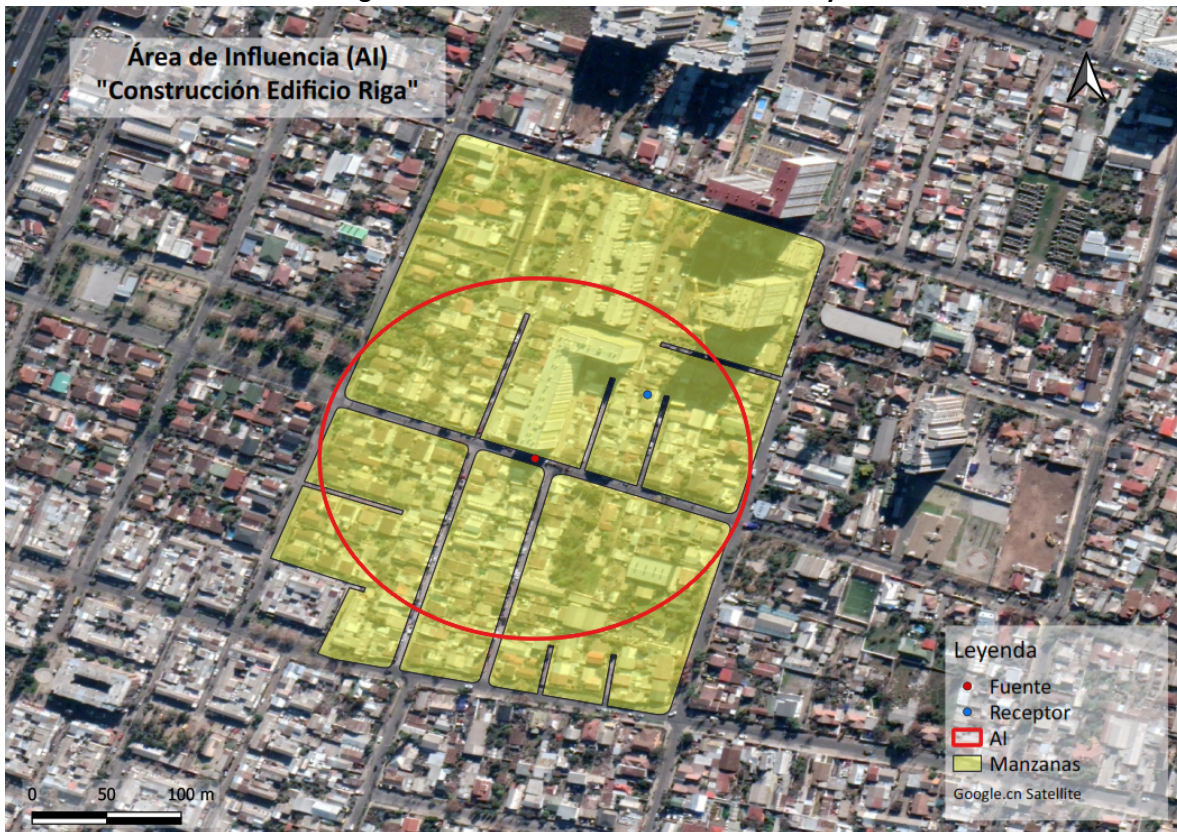 Área de Influencia (AI)
"Construcción Edificio Riga"
Leyenda
Fuente
Receptor
AI
Manzanas
Google.cn Satellite
0 50 100 m